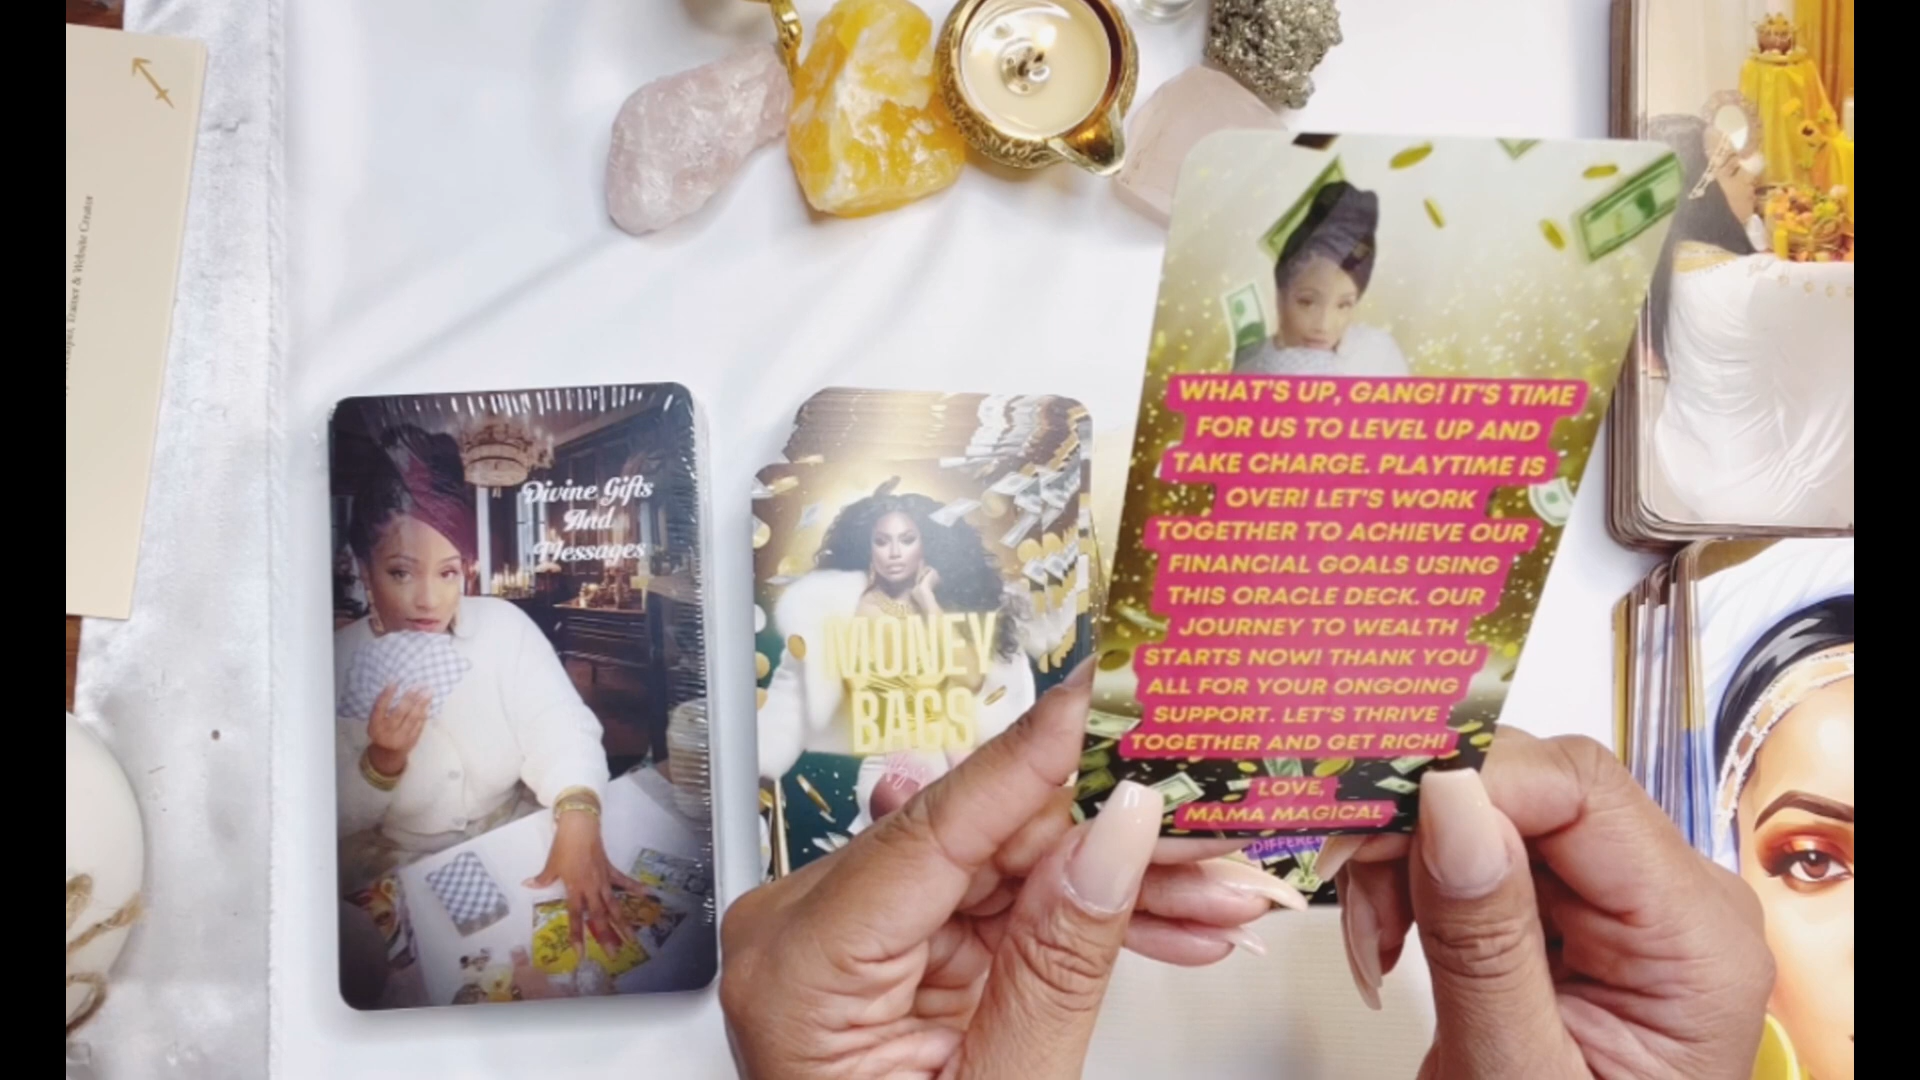 & Website Creator
Divine Gifts
And
Messages
MONEY
BAGS
WHAT'S UP, GANG! IT'S TIME
FOR US TO LEVEL UP AND
TAKE CHARGE. PLAYTIME IS
OVER! LET'S WORK
TOGETHER TO ACHIEVE OUR
FINANCIAL GOALS USING
THIS ORACLE DECK. OUR
JOURNEY TO WEALTH
STARTS NOW! THANK YOU
ALL FOR YOUR ONGOING
SUPPORT. LET'S THRIVE
TOGETHER AND GET RICH!
LOVE,
MAMA MAGICAL